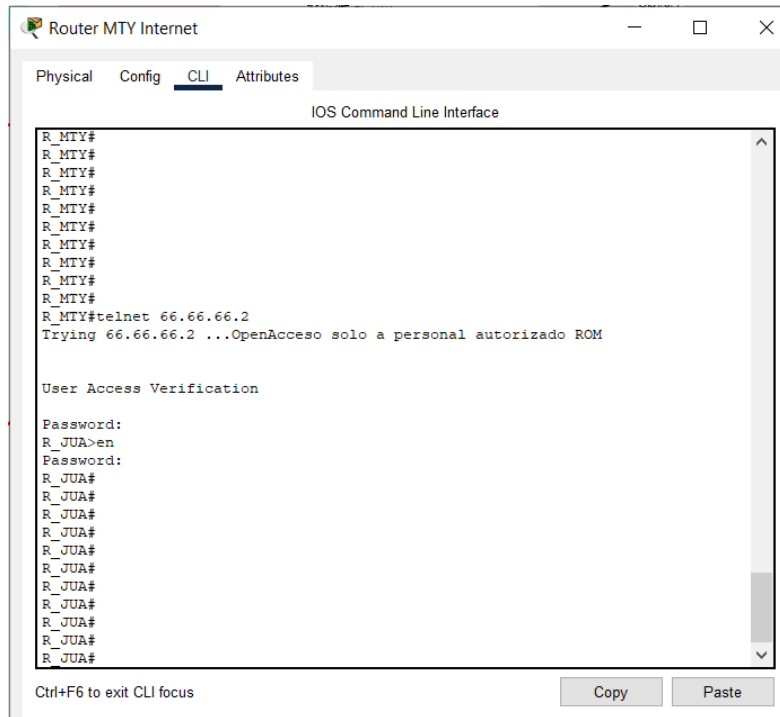 Router MTY Internet
Physical Config CLI Attributes
IOS Command Line Interface
R_MTY#
R_MTY#
R_MTY#
R_MTY#
R_MTY#
R_MTY#
R_MTY#
R_MTY#
R_MTY#
R_MTY#
R_MTY#telnet 66.66.66.2
Trying 66.66.66.2 ...OpenAcceso solo a personal autorizado ROM
User Access Verification
Password:
R_JUA>en
Password:
R_JUA#
R_JUA#
R_JUA#
R_JUA#
R_JUA#
R_JUA#
R_JUA#
R_JUA#
R_JUA#
R_JUA#
R_JUA#
Ctrl+F6 to exit CLI focus
Copy
Paste